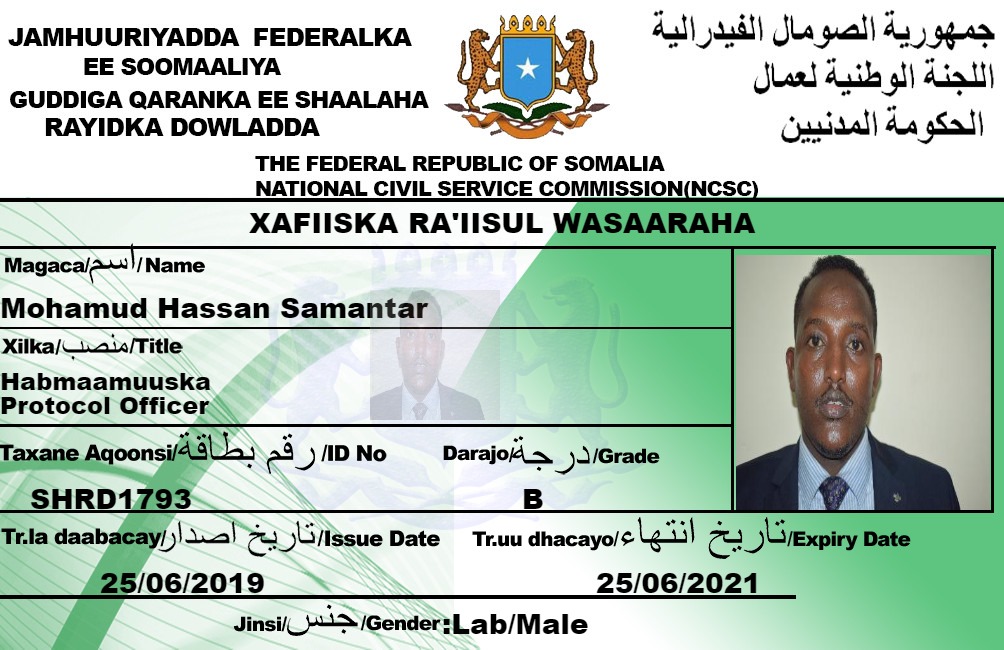 JAMHUURIYADDA FEDERALKA
EE SOOMAALIYA
GUDDIGA QARANKA EE SHAALAHA
RAYIDKA DOWLADDA
جمهورية الصومال الفيدرالية
اللجنة الوطنية لعمال
الحكومة المدنيين
THE FEDERAL REPUBLIC OF SOMALIA
NATIONAL CIVIL SERVICE COMMISSION(NCSC)
XAFIISKA RA'IISUL WASAARAHA
Magaca/اسم/Name
Mohamud Hassan Samantar
Xilka/منصب/Title
Habmaamuuska
Protocol Officer
Taxane Aqoonsi/رقم بطاقة/ID No Darajo/درجة/Grade
SHRD1793 B
Tr.la daabacay/تاريخ اصدار/Issue Date Tr.uu dhacayo/تاريخ انتهاء/Expiry Date
25/06/2019 25/06/2021
Jinsi/جنس/Gender:Lab/Male